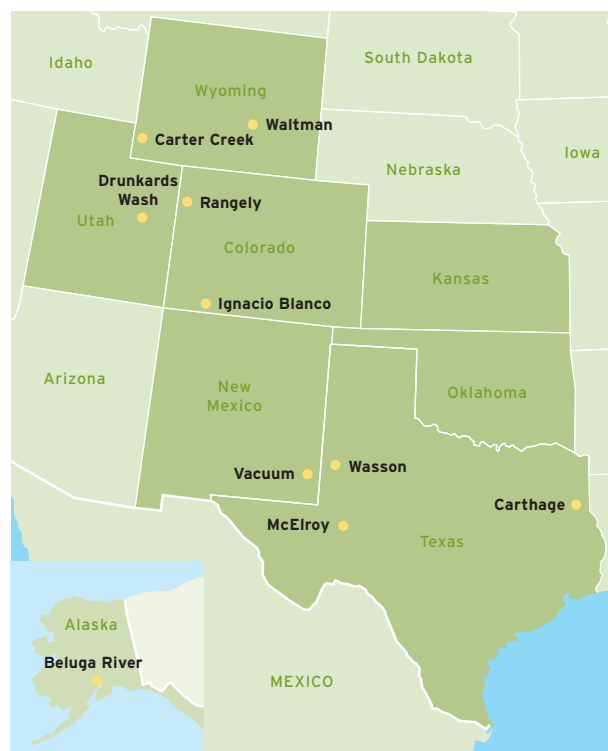 Idaho
South Dakota
Wyoming
Waltman
Carter Creek
Iowa
Nebraska
Drunkards
Wash
Rangely
Utah
Colorado
Kansas
Ignacio Blanco
Arizona
New
Mexico
Oklahoma
Wasson
Vacuum
Carthage
McElroy
Texas
Alaska
Beluga River
MEXICO